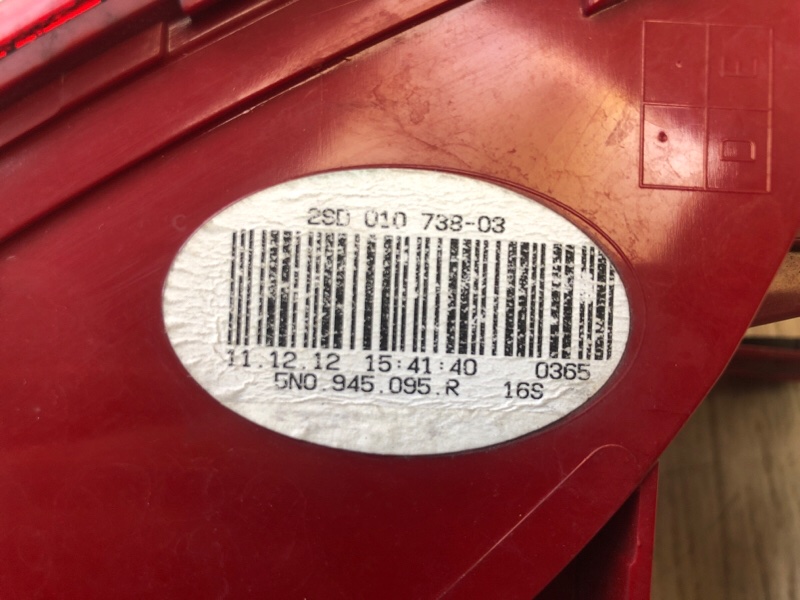 2SD 010 738-03
11.12.12 15:41:40 0365
5N0.945.095.R 16S
E
D